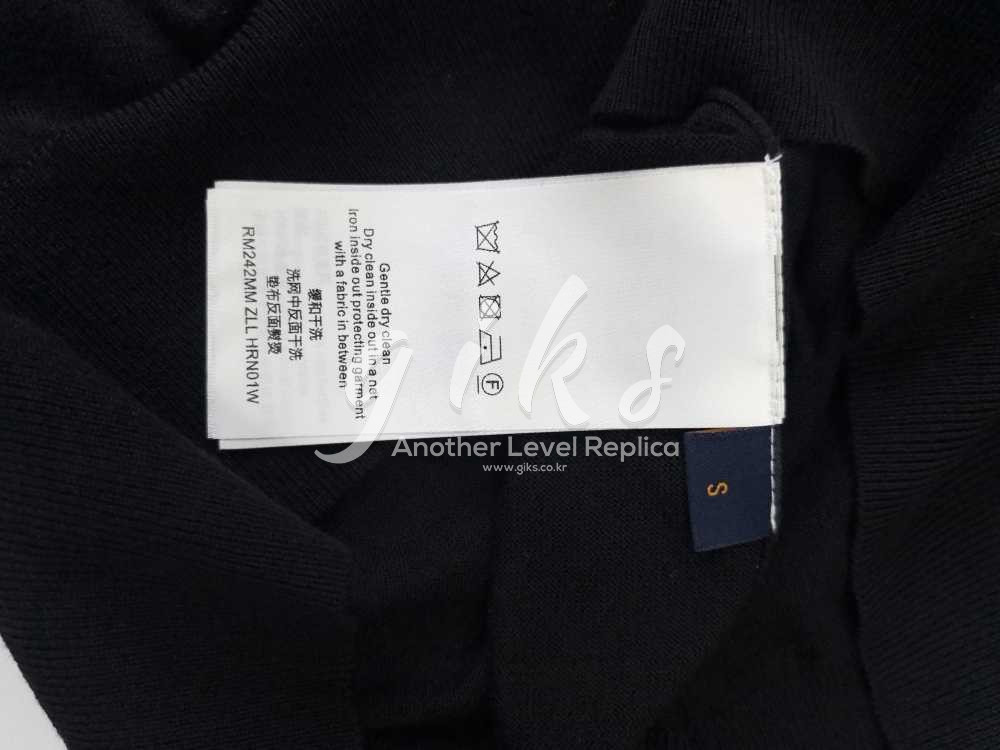 Gentle dry clean
Dry clean inside out in a net
Iron inside out protecting garment
with a fabric in between
缓和干洗
洗网中反面干洗
垫布反面熨烫
RM242MM ZLL HRN01W
F
S
giks
Another Level Replica
www.giks.co.kr